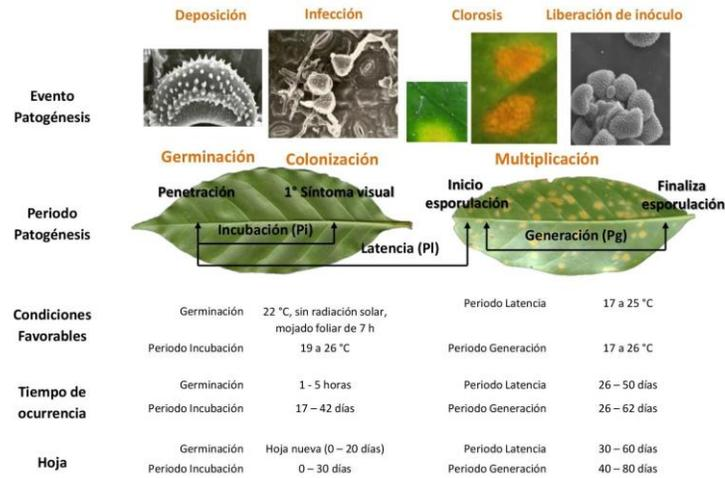 Deposición Infección Clorosis Liberación de inóculo
Evento
Patogénesis
Germinación Colonización Multiplicación
Penetración 1° Síntoma visual Inicio
esporulación Finaliza
esporulación
Periodo
Patogénesis
Incubación (Pi) Generación (Pg)
Latencia (Pl)
Condiciones
Favorables
Germinación 22 °C, sin radiación solar,
mojado foliar de 7 h
Periodo Latencia 17 a 25 °C
Periodo Incubación 19 a 26 °C Periodo Generación 17 a 26 °C
Tiempo de
ocurrencia
Germinación 1 - 5 horas Periodo Latencia 26 – 50 días
Periodo Incubación 17 – 42 días Periodo Generación 26 – 62 días
Hoja
Germinación Hoja nueva (0 – 20 días) Periodo Latencia 30 – 60 días
Periodo Incubación 0 – 30 días Periodo Generación 40 – 80 días